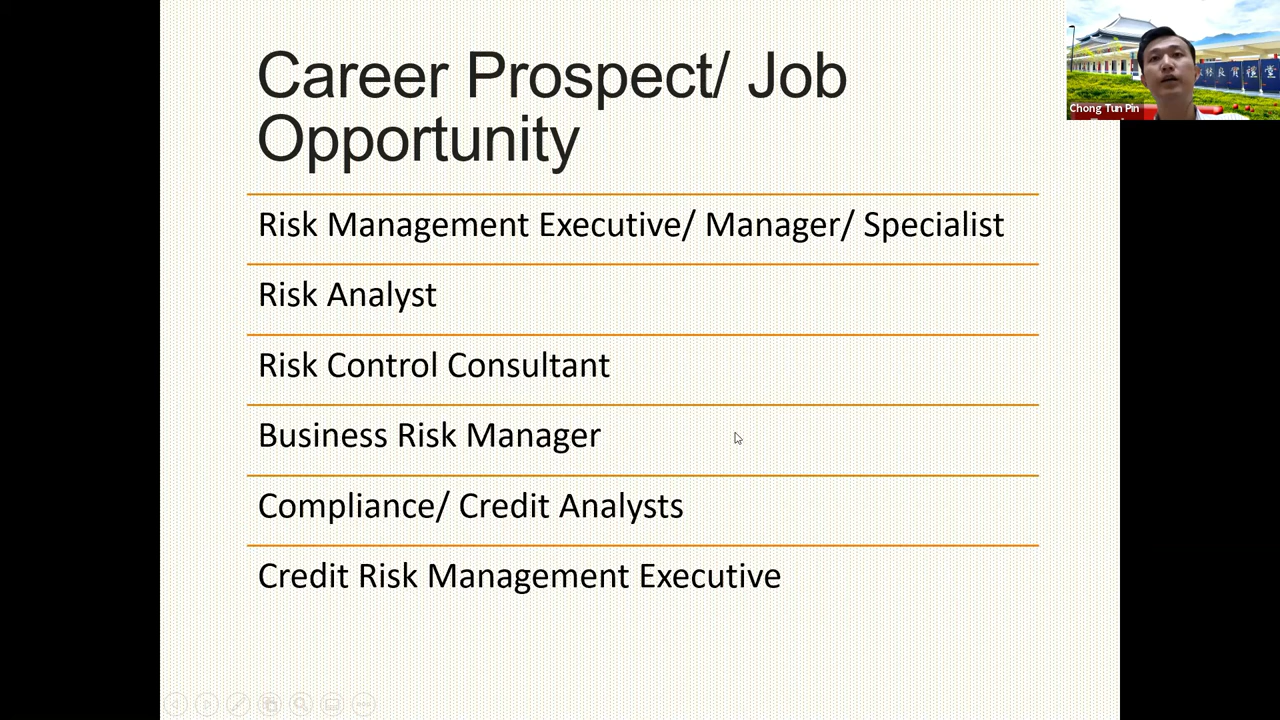 Career Prospect/ Job
Opportunity
Risk Management Executive/ Manager/ Specialist
Risk Analyst
Risk Control Consultant
Business Risk Manager
Compliance/ Credit Analysts
Credit Risk Management Executive
Chong Tun Pin